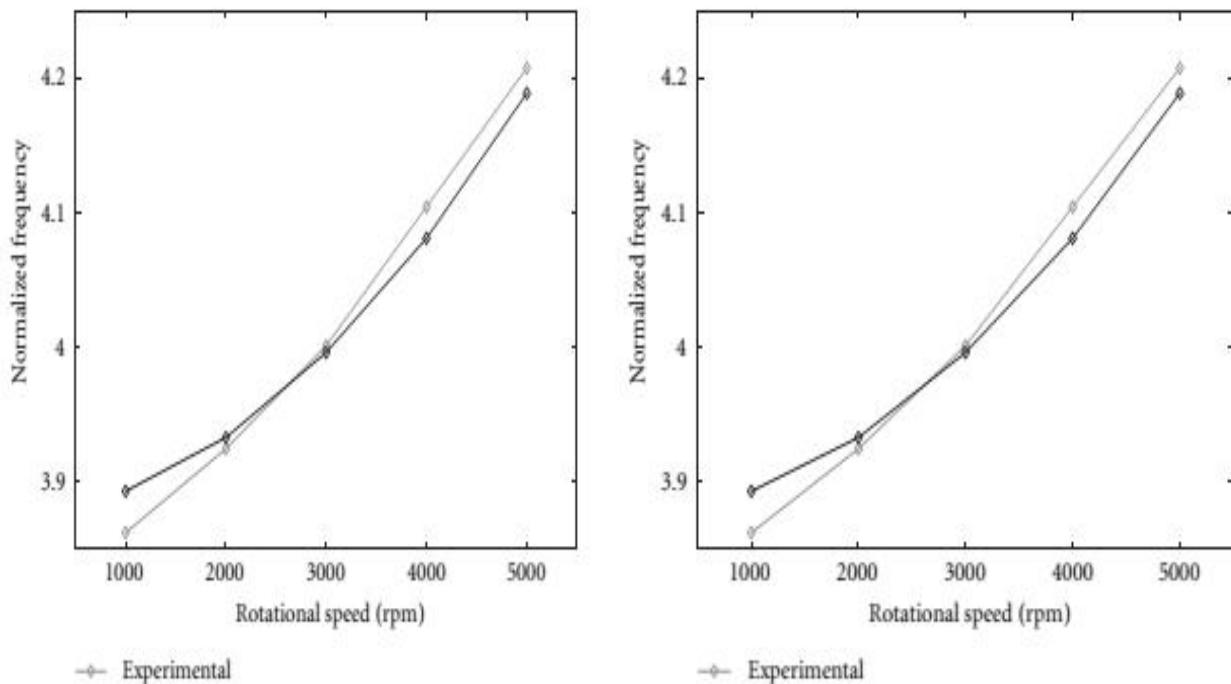 Normalized frequency
4.2
4.1
4
3.9
1000 2000 3000 4000 5000
Rotational speed (rpm)
Experimental
Normalized frequency
4.2
4.1
4
3.9
1000 2000 3000 4000 5000
Rotational speed (rpm)
Experimental